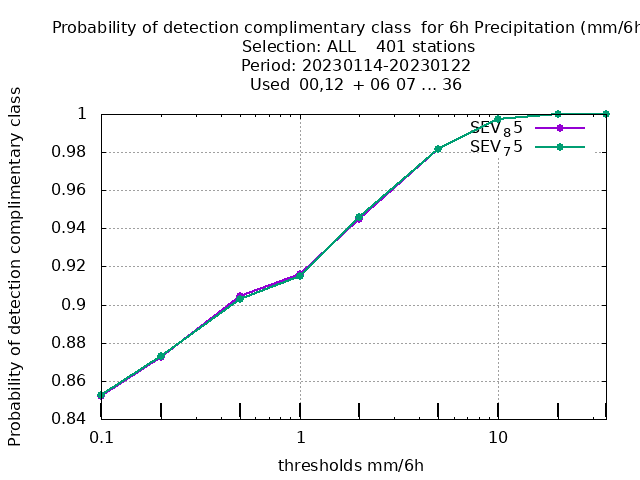 Probability of detection complimentary class  for 6h Precipitation (mm/6h
Selection: ALL    401 stations
Period: 20230114-20230122
Used  00,12  + 06 07 ... 36
Probability of detection complimentary class
1
0.98
0.96
0.94
0.92
0.9
0.88
0.86
0.84
SEV₈5
SEV₇5
0.1
1
10
thresholds mm/6h